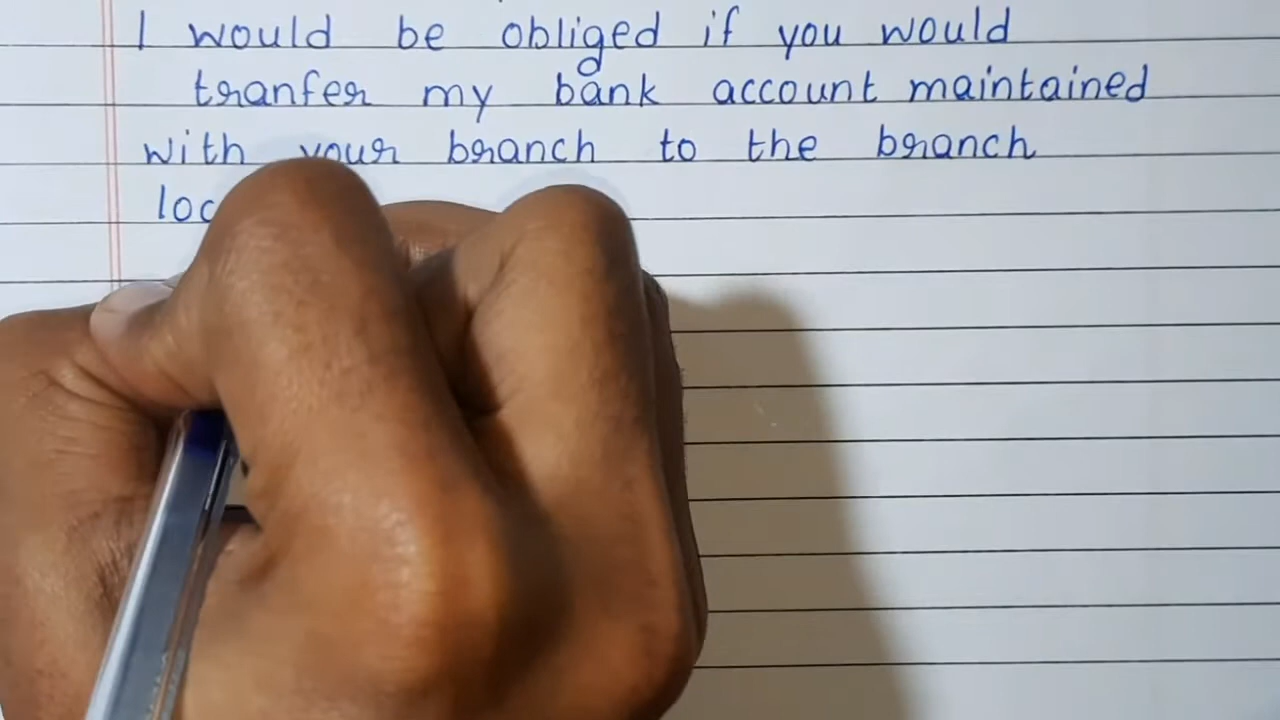 I would be obliged if you would
tranfer my bank account maintained
with your branch to the branch
loc